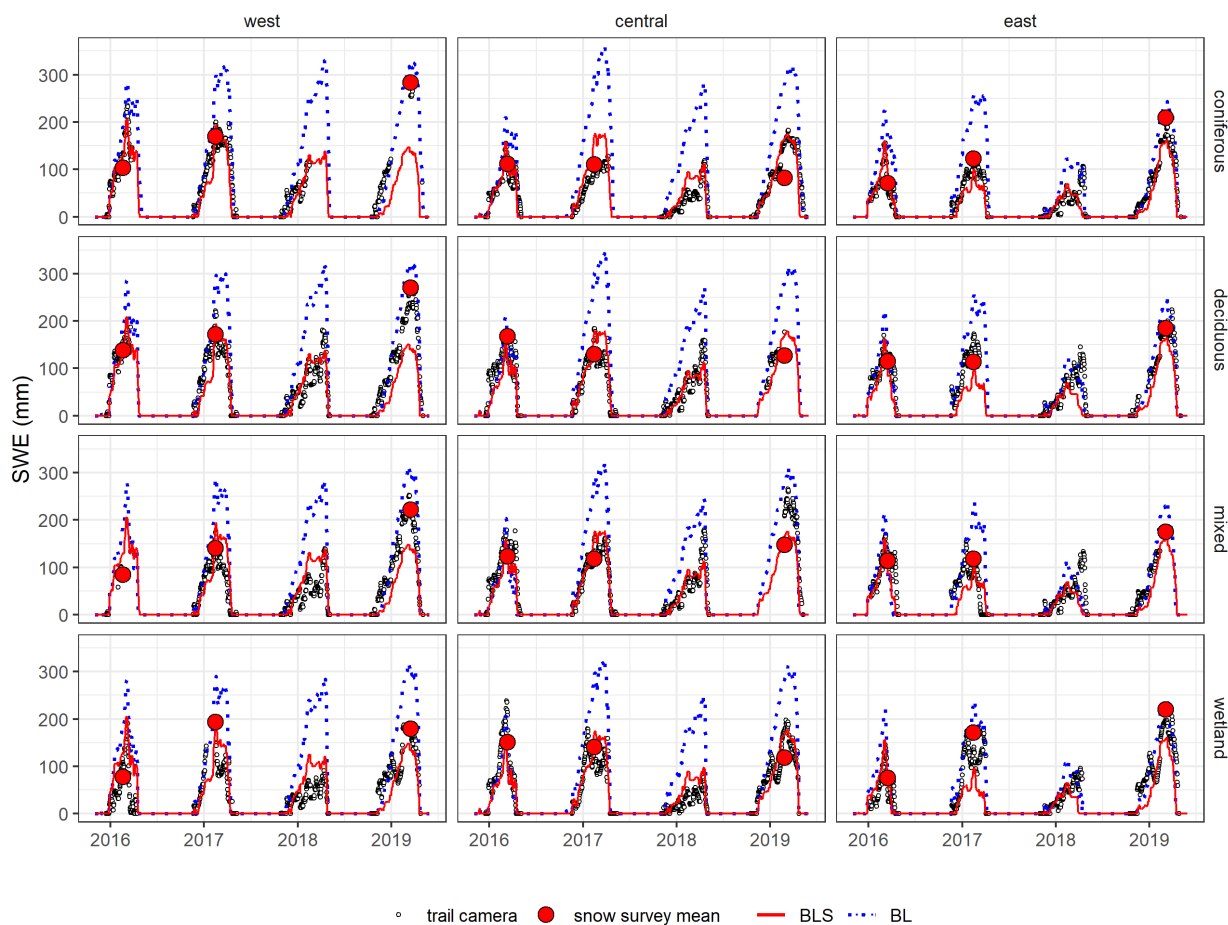 west central east
300
200
100
0
coniferous
300
200
100
0
deciduous
300
200
100
0
mixed
300
200
100
0
wetland
SWE (mm)
2016 2017 2018 2019 2016 2017 2018 2019 2016 2017 2018 2019
trail camera snow survey mean BLS BL